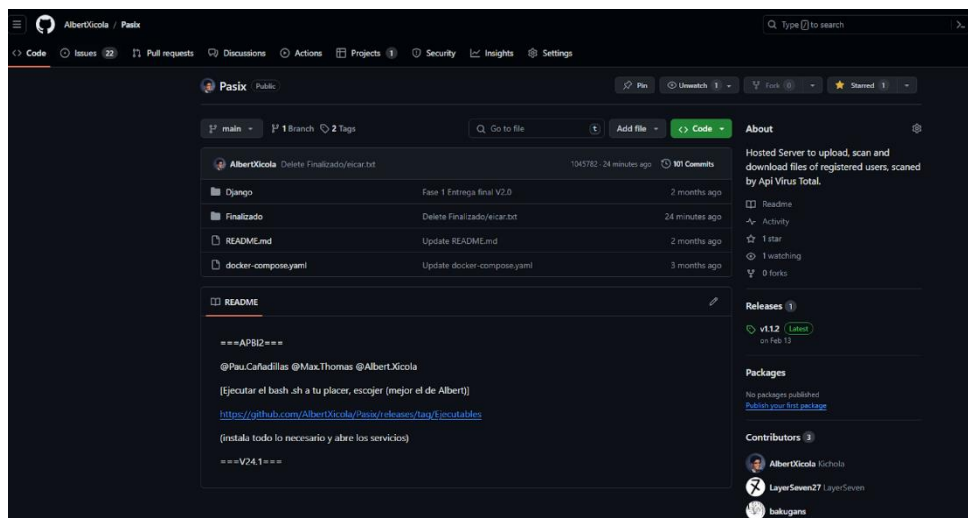 AlbertXicola / Pasix
Type / to search
Code Issues 22 Pull requests Discussions Actions Projects 1 Security Insights Settings
Pasix Public
Pin Unwatch 1 Fork 0 Starred 1
main 1 Branch 2 Tags Go to file t Add file Code
AlbertXicola Delete Finalizado/eicar.txt 1045782 · 24 minutes ago 101 Commits
Django Fase 1 Entrega final V2.0 2 months ago
Finalizado Delete Finalizado/eicar.txt 24 minutes ago
README.md Update README.md 2 months ago
docker-compose.yaml Update docker-compose.yaml 3 months ago
README
===APBI2===
@Pau.Cañadillas @Max.Thomas @Albert.Xicola
[Ejecutar el bash .sh a tu placer, escojer (mejor el de Albert)]
https://github.com/AlbertXicola/Pasix/releases/tag/Ejecutables
(instala todo lo necesario y abre los servicios)
===V24.1===
About
Hosted Server to upload, scan and
download files of registered users, scaned
by Api Virus Total.
Readme
Activity
1 star
1 watching
0 forks
Releases 1
v1.1.2 Latest
on Feb 13
Packages
No packages published
Publish your first package
Contributors 3
AlbertXicola Kichola
LayerSeven27 LayerSeven
bakugans